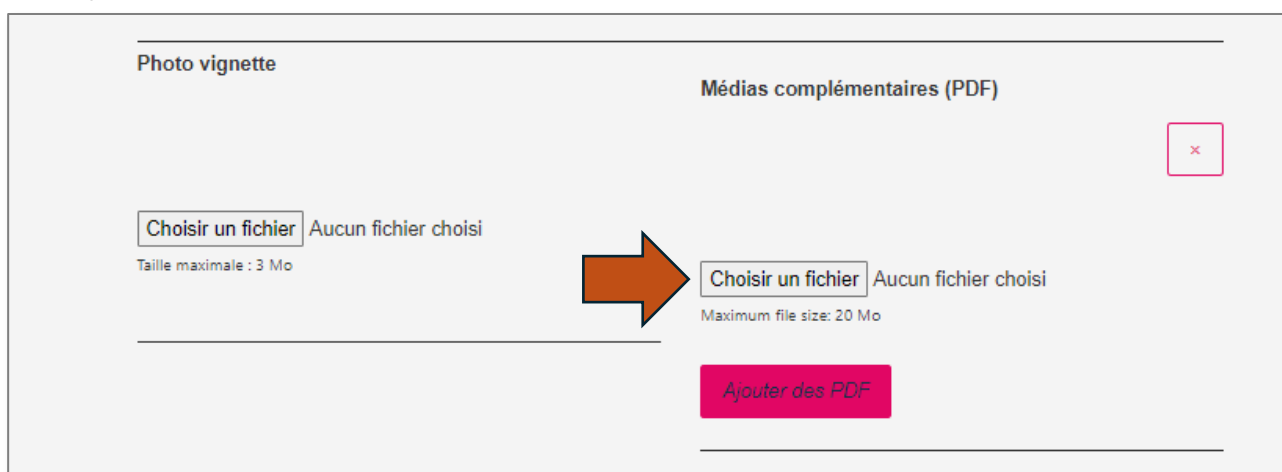 Photo vignette
Médias complémentaires (PDF)
×
Choisir un fichier Aucun fichier choisi
Taille maximale : 3 Mo
Choisir un fichier Aucun fichier choisi
Maximum file size: 20 Mo
Ajouter des PDF